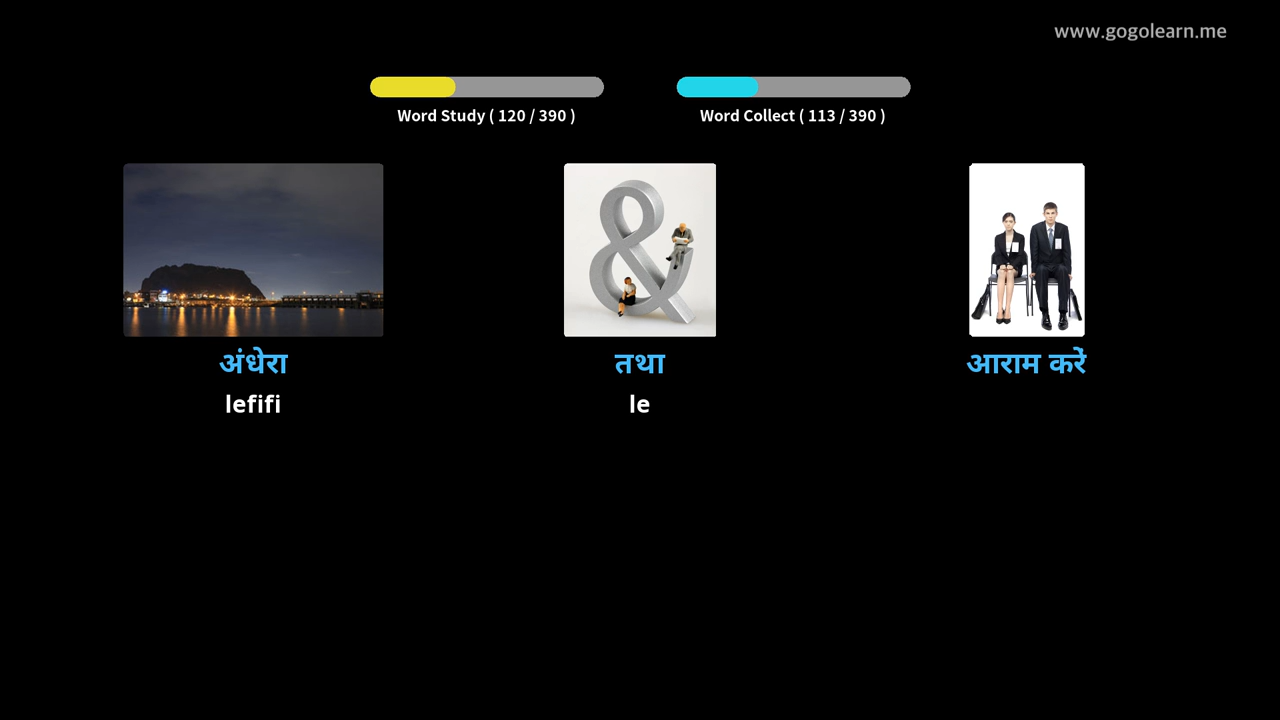 www.gogolearn.me
Word Study ( 120 / 390 )
Word Collect ( 113 / 390 )
अंधेरा
तथा
आराम करें
lefifi
le